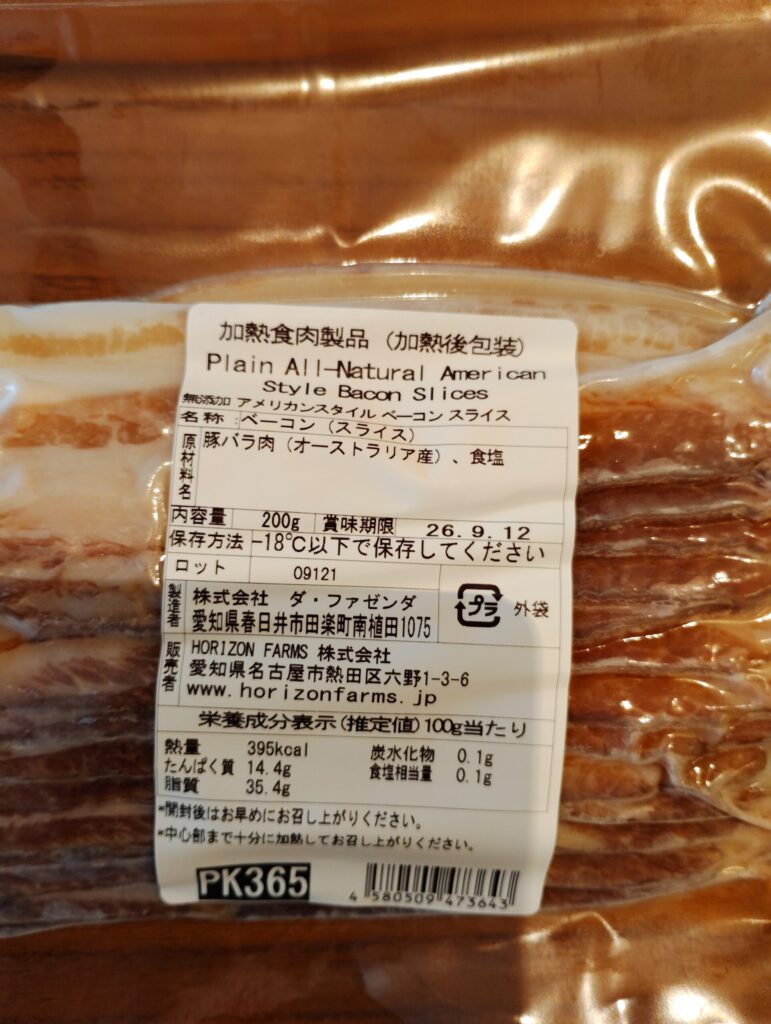 加熱食肉製品（加熱後包装）
Plain All-Natural American
Style Bacon Slices
無添加 アメリカンスタイル ベーコン スライス
名称:ベーコン（スライス）
原材料名 豚バラ肉（オーストラリア産）、食塩
内容量 200g 賞味期限 26.9.12
保存方法 -18℃以下で保存してください
ロット 09121
製造者 株式会社 ダ・ファゼンダ
愛知県春日井市田楽町南植田1075
プラ 外袋
販売者 HORIZON FARMS 株式会社
愛知県名古屋市熱田区六野1-3-6
www.horizonfarms.jp
栄養成分表示(推定値)100g当たり
熱量 395kcal 炭水化物 0.1g
たんぱく質 14.4g 食塩相当量 0.1g
脂質 35.4g
*開封後はお早めにお召し上がりください。
*中心部まで十分に加熱してお召し上がりください。
PK365
4 580509 473643